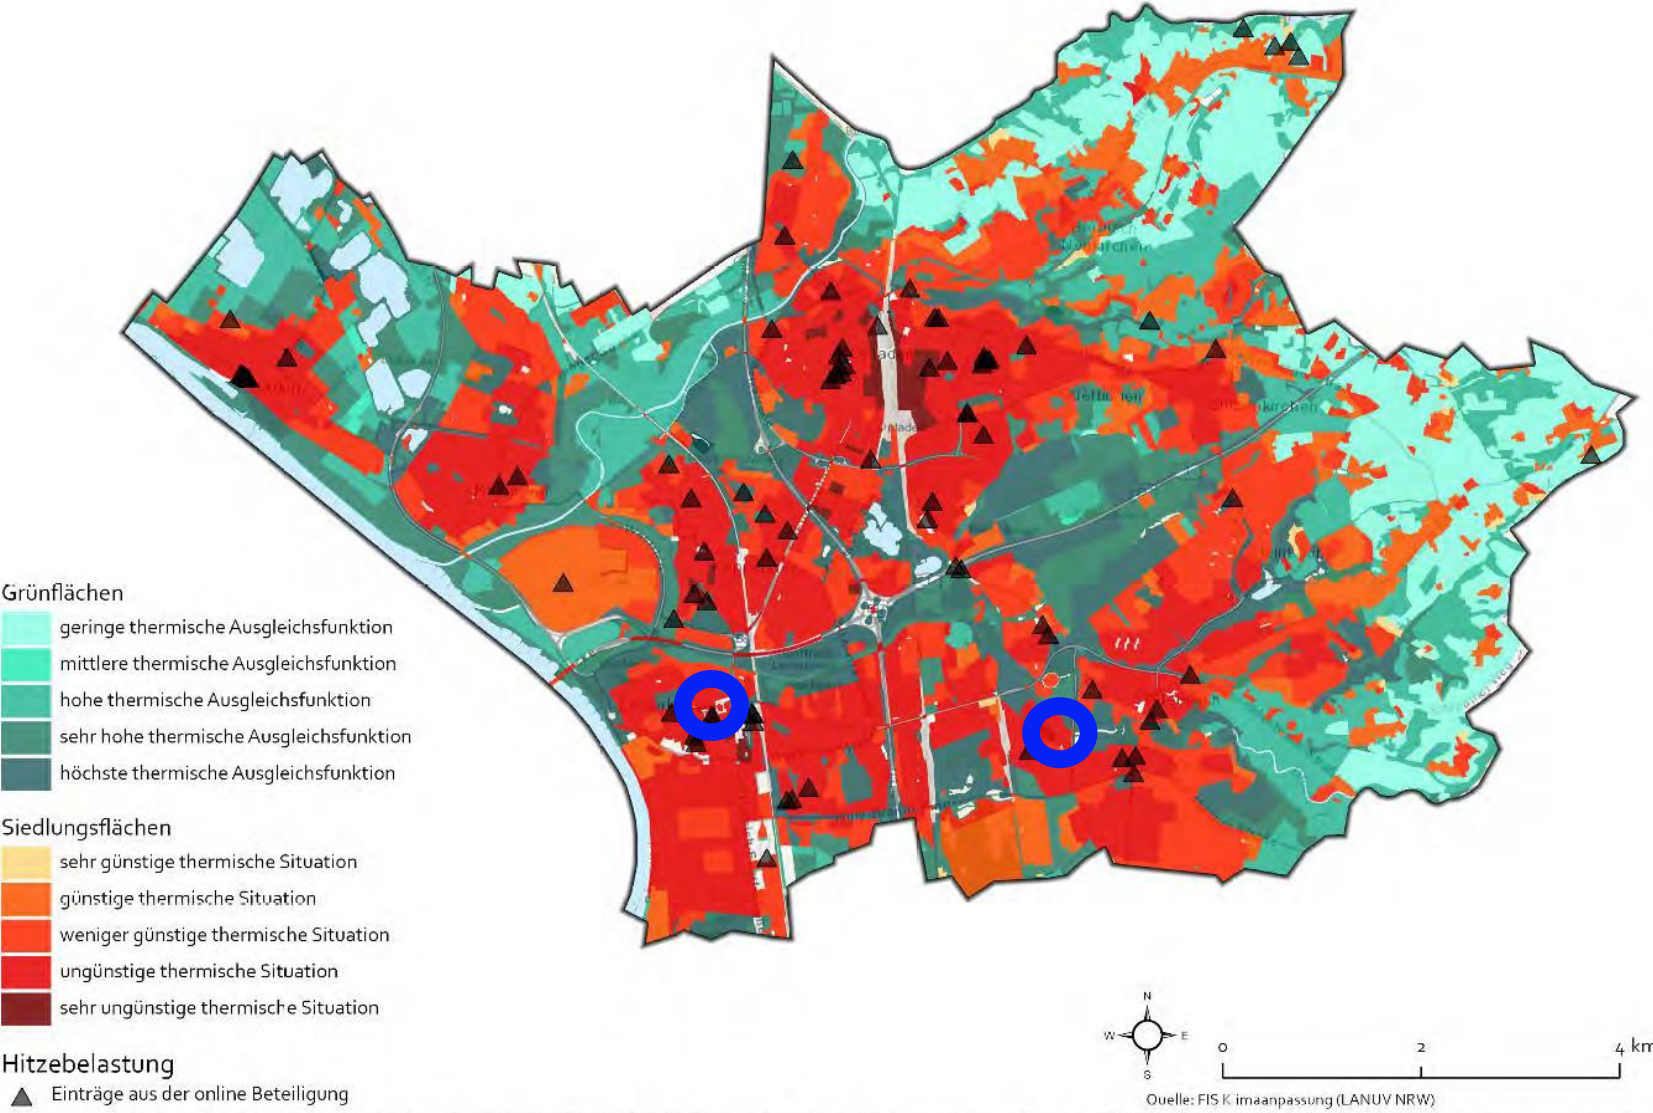 Grünflächen
geringe thermische Ausgleichsfunktion
mittlere thermische Ausgleichsfunktion
hohe thermische Ausgleichsfunktion
sehr hohe thermische Ausgleichsfunktion
höchste thermische Ausgleichsfunktion
Siedlungsflächen
sehr günstige thermische Situation
günstige thermische Situation
weniger günstige thermische Situation
ungünstige thermische Situation
sehr ungünstige thermische Situation
Hitzebelastung
Einträge aus der online Beteiligung
N
W E
S
0 2 4 km
Quelle: FIS K imaanpassung (LANUV NRW)